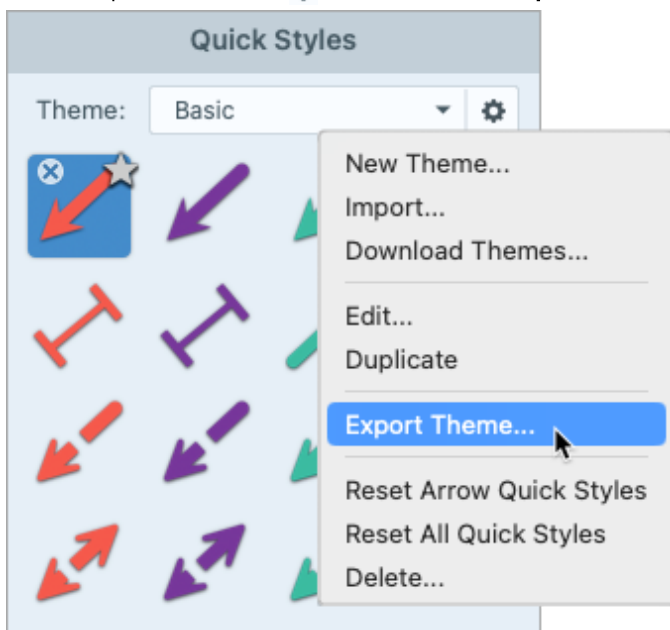 Quick Styles
Theme: Basic
New Theme...
Import...
Download Themes...
Edit...
Duplicate
Export Theme...
Reset Arrow Quick Styles
Reset All Quick Styles
Delete...